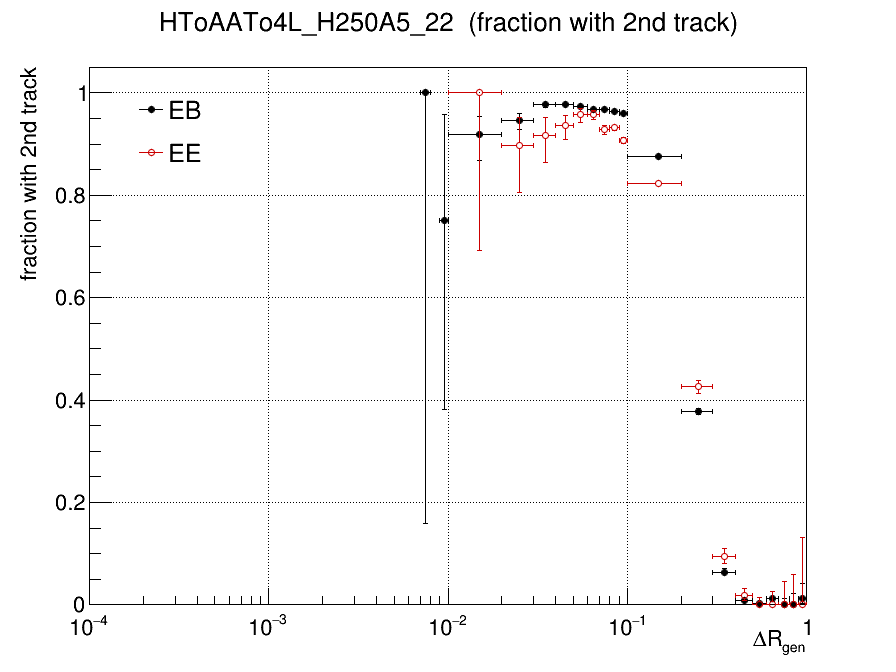 HToAATo4L_H250A5_22 (fraction with 2nd track)
fraction with 2nd track
EB
EE
1
0.8
0.6
0.4
0.2
0
10⁻⁴ 10⁻³ 10⁻² 10⁻¹ 1
ΔR_gen